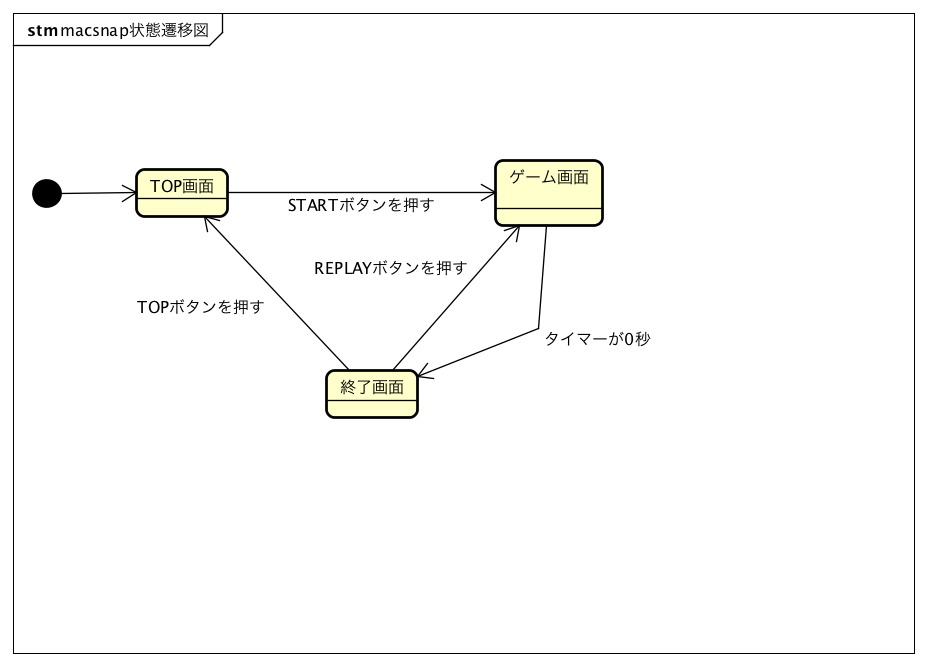 stm macsnap状態遷移図
TOP画面
ゲーム画面
STARTボタンを押す
REPLAYボタンを押す
TOPボタンを押す
タイマーが0秒
終了画面